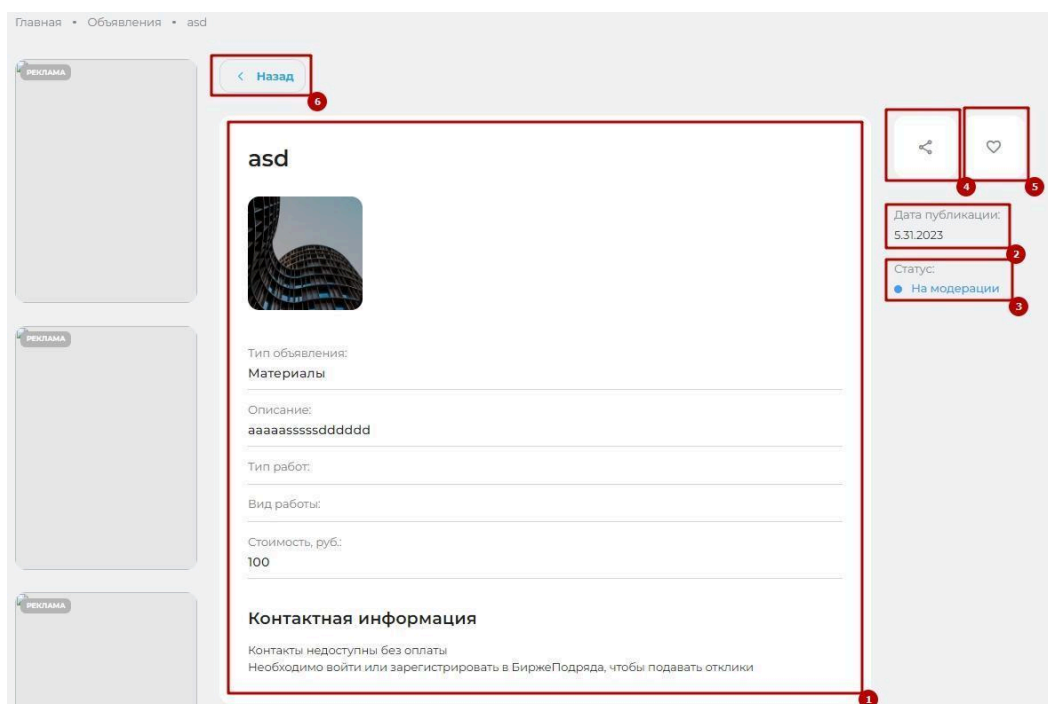 Главная • Объявления • asd
РЕКЛАМА
Назад
6
asd
4
5
Дата публикации:
5.31.2023
2
Статус:
На модерации
3
РЕКЛАМА
Тип объявления:
Материалы
Описание:
aaaaasssssdddddd
Тип работ:
Вид работы:
Стоимость, руб.:
100
РЕКЛАМА
Контактная информация
Контакты недоступны без оплаты
Необходимо войти или зарегистрировать в БиржеПодряда, чтобы подавать отклики
1